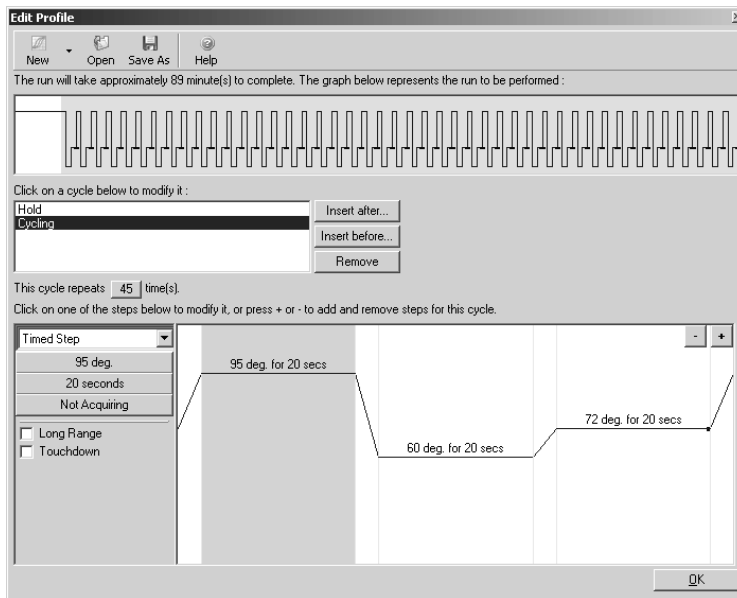 Edit Profile
New Open Save As Help
The run will take approximately 89 minute(s) to complete. The graph below represents the run to be performed :
Click on a cycle below to modify it :
Hold
Cycling
Insert after...
Insert before...
Remove
This cycle repeats 45 time(s).
Click on one of the steps below to modify it, or press + or - to add and remove steps for this cycle.
Timed Step
95 deg.
20 seconds
Not Acquiring
Long Range
Touchdown
95 deg. for 20 secs
60 deg. for 20 secs
72 deg. for 20 secs
- +
OK